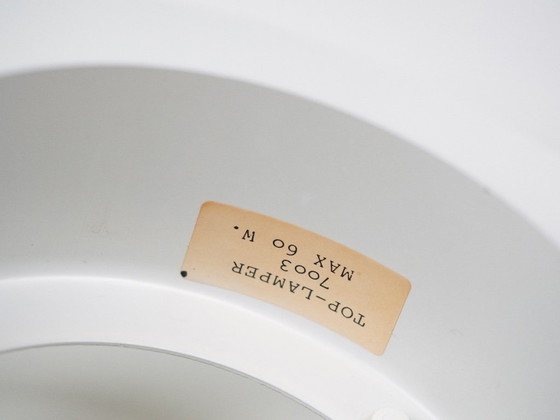 TOP-LAMPER
7003
MAX 60 W.